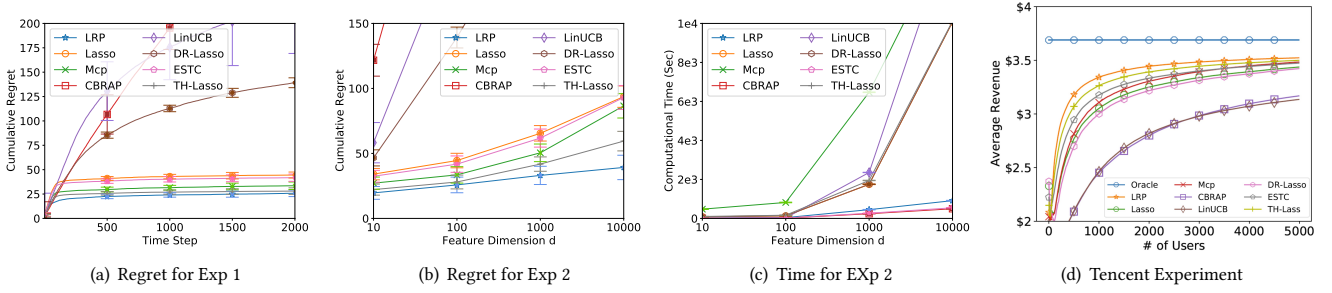 200
175
150
125
100
75
50
25
0
Cumulative Regret
LRP
Lasso
Mcp
CBRAP
LinUCB
DR-Lasso
ESTC
TH-Lasso
500
1000
1500
2000
Time Step
(a) Regret for Exp 1
150
100
50
0
Cumulative regret
LRP
Lasso
Mcp
CBRAP
LinUCB
DR-Lasso
ESTC
TH-Lasso
10
100
1000
10000
Feature Dimension d
(b) Regret for Exp 2
1e4
8e3
6e3
4e3
2e3
0
Computational Time (Sec)
LRP
Lasso
Mcp
CBRAP
LinUCB
DR-Lasso
ESTC
TH-Lasso
10
100
1000
10000
Feature Dimension d
(c) Time for EXp 2
$4
$3.5
$3
$2.5
$2
Average Revenue
Oracle
LRP
Lasso
Mcp
CBRAP
LinUCB
DR-Lasso
ESTC
TH-Lass
0 500 1000 1500 2000 2500 3000 3500 4000 4500 5000
# of Users
(d) Tencent Experiment